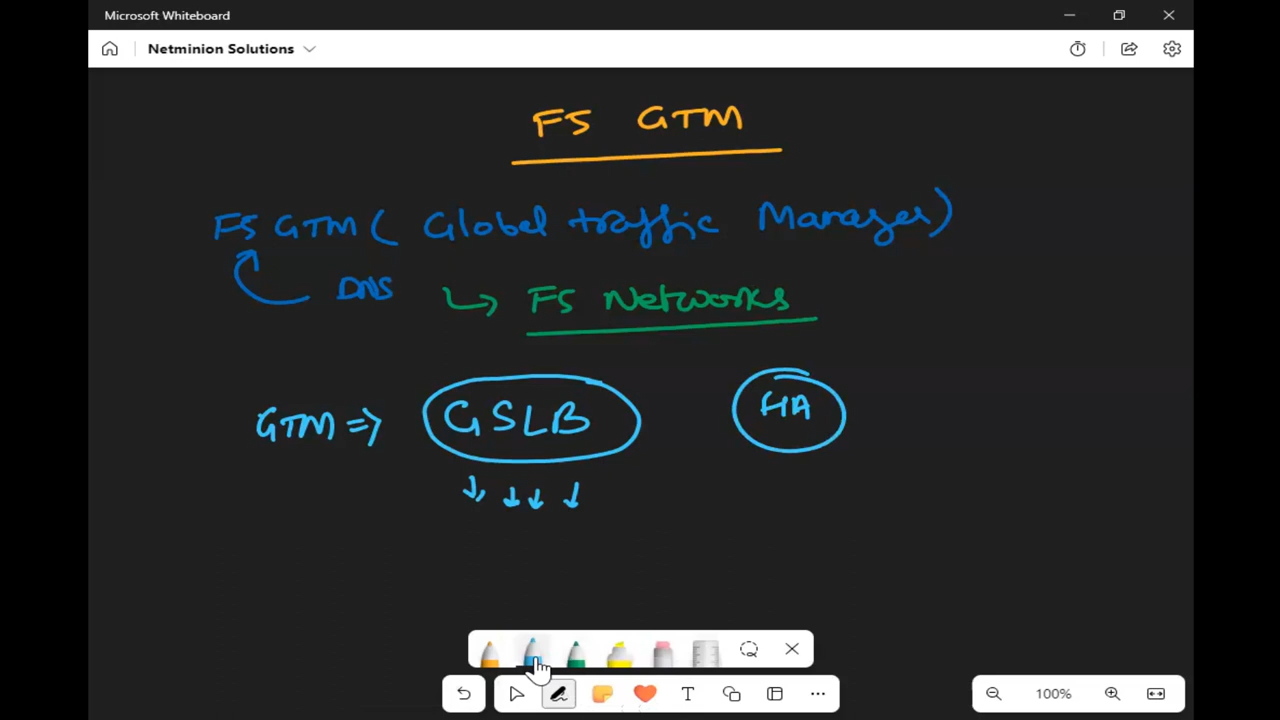 Microsoft Whiteboard
Netminion Solutions
F5 GTM
F5 GTM ( Global traffic Manager)
DNS
F5 Networks
GTM => GSLB HA
100%